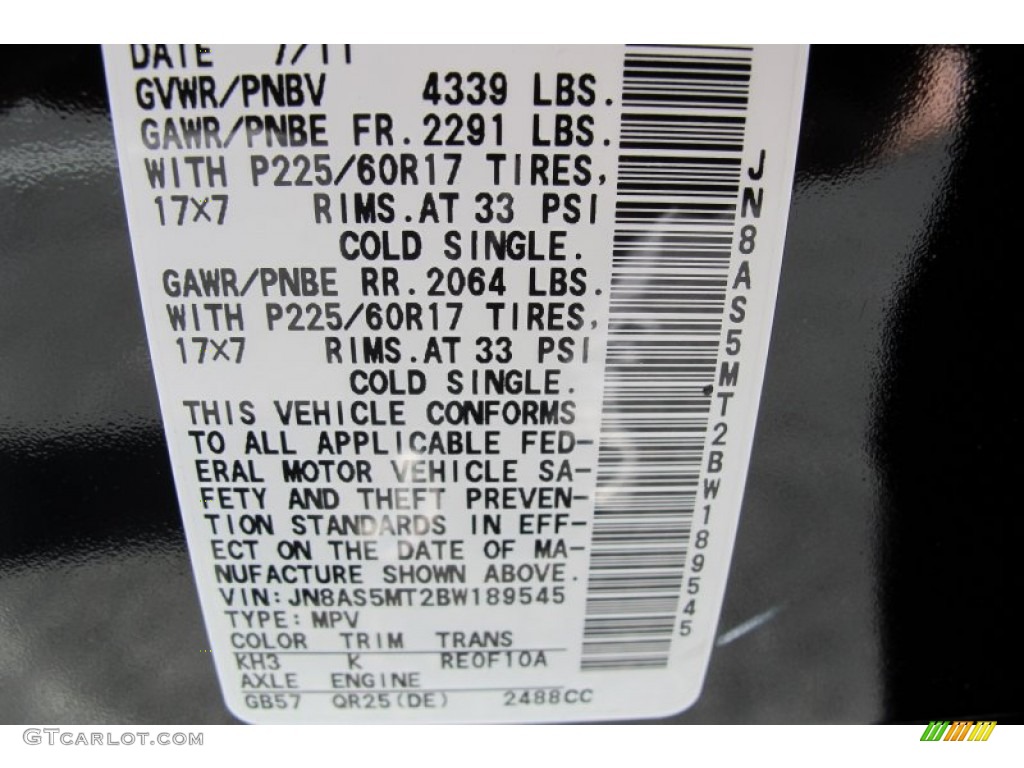 DATE 7/11
GVWR/PNBV 4339 LBS.
GAWR/PNBE FR. 2291 LBS.
WITH P225/60R17 TIRES,
17X7 RIMS. AT 33 PSI
COLD SINGLE.
GAWR/PNBE RR. 2064 LBS.
WITH P225/60R17 TIRES,
17X7 RIMS. AT 33 PSI
COLD SINGLE.
THIS VEHICLE CONFORMS
TO ALL APPLICABLE FED-
ERAL MOTOR VEHICLE SA-
FETY AND THEFT PREVEN-
TION STANDARDS IN EFF-
ECT ON THE DATE OF MA-
NUFACTURE SHOWN ABOVE.
VIN: JN8AS5MT2BW189545
TYPE: MPV
COLOR TRIM TRANS
KH3 K RE0F10A
AXLE ENGINE
GB57 QR25(DE) 2488CC
JN8AS5MT2BW189545
GTCARLOT.COM